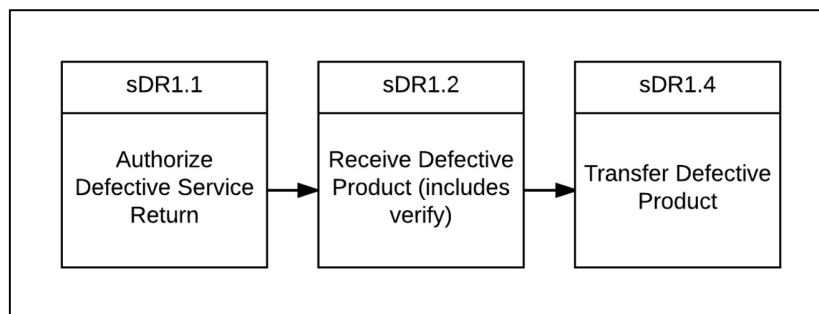 sDR1.1
Authorize
Defective Service
Return
sDR1.2
Receive Defective
Product (includes
verify)
sDR1.4
Transfer Defective
Product